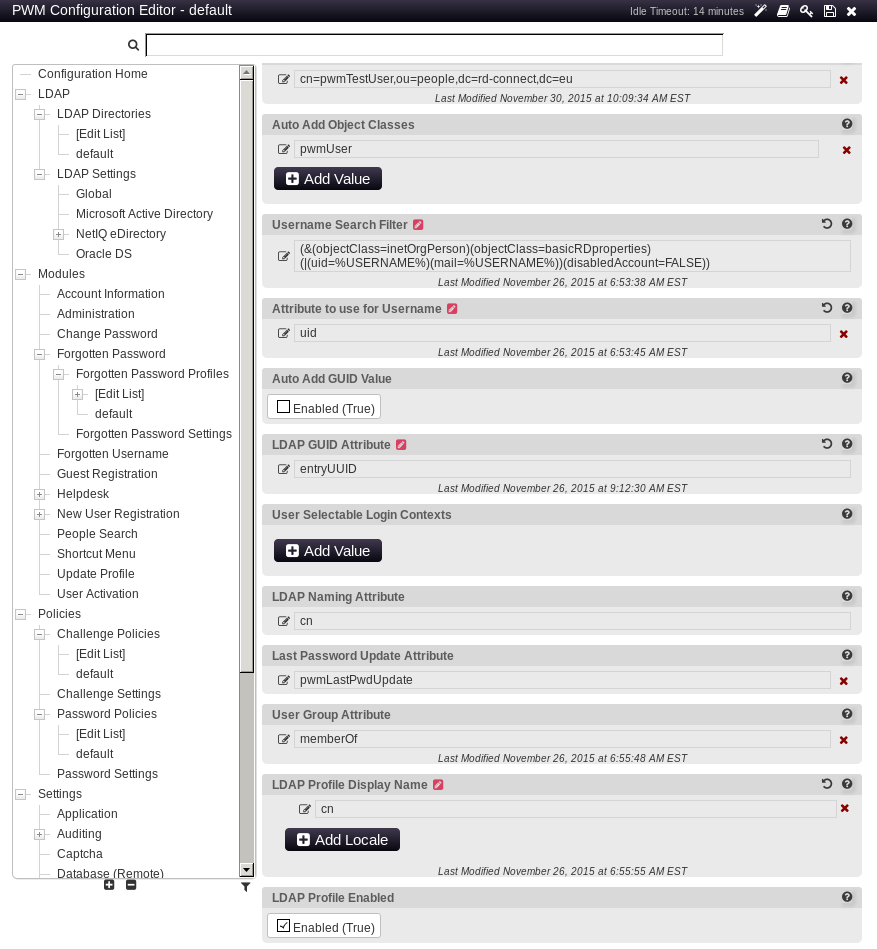 PWM Configuration Editor - default
Idle Timeout: 14 minutes
Configuration Home
LDAP
LDAP Directories
[Edit List]
default
LDAP Settings
Global
Microsoft Active Directory
NetIQ eDirectory
Oracle DS
Modules
Account Information
Administration
Change Password
Forgotten Password
Forgotten Password Profiles
[Edit List]
default
Forgotten Password Settings
Forgotten Username
Guest Registration
Helpdesk
New User Registration
People Search
Shortcut Menu
Update Profile
User Activation
Policies
Challenge Policies
[Edit List]
default
Challenge Settings
Password Policies
[Edit List]
default
Password Settings
Settings
Application
Auditing
Captcha
Database (Remote)
cn=pwmTestUser,ou=people,dc=rd-connect,dc=eu
Last Modified November 30, 2015 at 10:09:34 AM EST
Auto Add Object Classes
pwmUser
Add Value
Username Search Filter
(&(objectClass=inetOrgPerson)(objectClass=basicRDproperties)
(|(uid=%USERNAME%)(mail=%USERNAME%))(disabledAccount=FALSE))
Last Modified November 26, 2015 at 6:53:38 AM EST
Attribute to use for Username
uid
Last Modified November 26, 2015 at 6:53:45 AM EST
Auto Add GUID Value
Enabled (True)
LDAP GUID Attribute
entryUUID
Last Modified November 26, 2015 at 9:12:30 AM EST
User Selectable Login Contexts
Add Value
LDAP Naming Attribute
cn
Last Password Update Attribute
pwmLastPwdUpdate
User Group Attribute
memberOf
Last Modified November 26, 2015 at 6:55:48 AM EST
LDAP Profile Display Name
cn
Add Locale
Last Modified November 26, 2015 at 6:55:55 AM EST
LDAP Profile Enabled
Enabled (True)